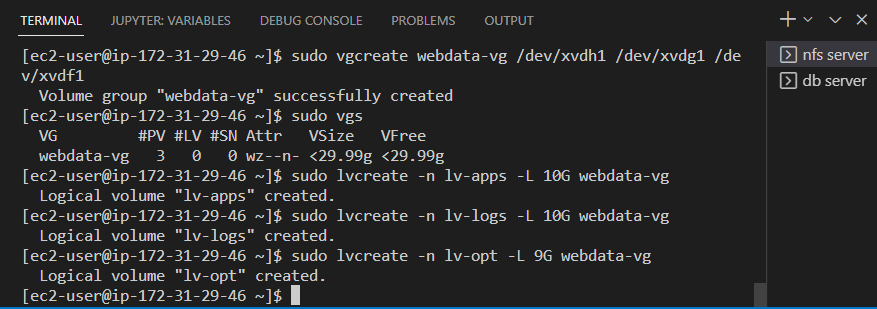 TERMINAL JUPYTER: VARIABLES DEBUG CONSOLE PROBLEMS OUTPUT
[ec2-user@ip-172-31-29-46 ~]$ sudo vgcreate webdata-vg /dev/xvdh1 /dev/xvdg1 /de
v/xvdf1
  Volume group "webdata-vg" successfully created
[ec2-user@ip-172-31-29-46 ~]$ sudo vgs
  VG         #PV #LV #SN Attr   VSize   VFree
  webdata-vg   3   0   0 wz--n- <29.99g <29.99g
[ec2-user@ip-172-31-29-46 ~]$ sudo lvcreate -n lv-apps -L 10G webdata-vg
  Logical volume "lv-apps" created.
[ec2-user@ip-172-31-29-46 ~]$ sudo lvcreate -n lv-logs -L 10G webdata-vg
  Logical volume "lv-logs" created.
[ec2-user@ip-172-31-29-46 ~]$ sudo lvcreate -n lv-opt -L 9G webdata-vg
  Logical volume "lv-opt" created.
[ec2-user@ip-172-31-29-46 ~]$
nfs server
db server